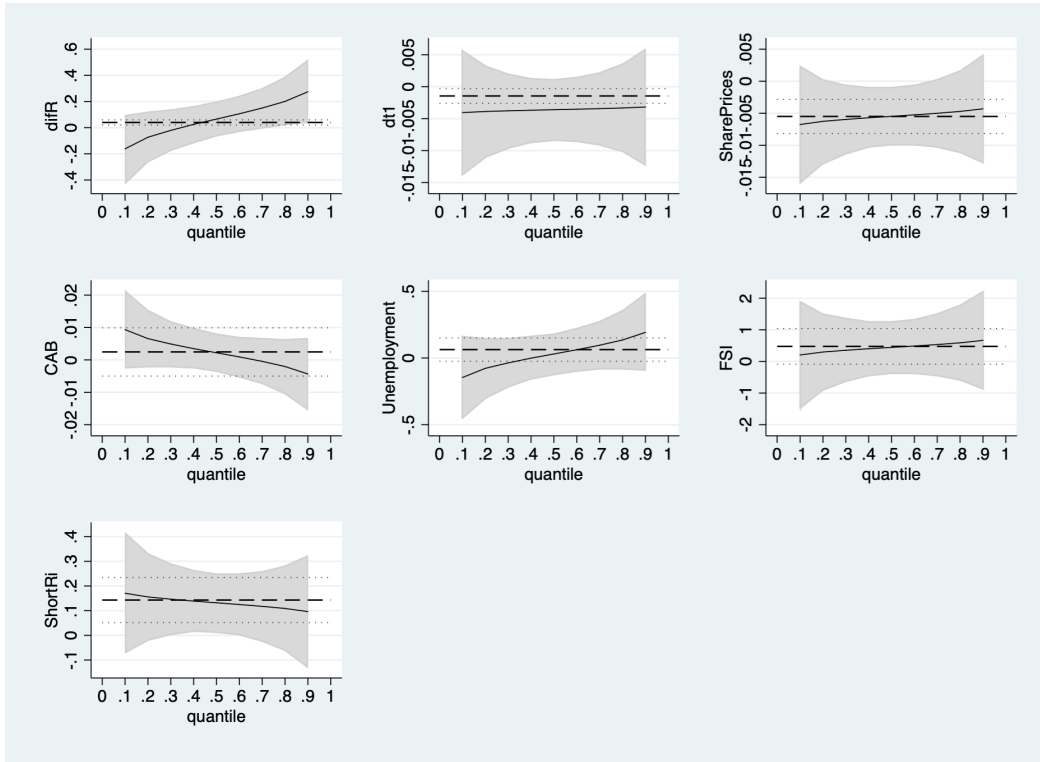 diffR
.6
.4
.2
0
-.2
-.4
0 .1 .2 .3 .4 .5 .6 .7 .8 .9 1
quantile
dt1
.005
0
-.005
-.01
-.015
0 .1 .2 .3 .4 .5 .6 .7 .8 .9 1
quantile
SharePrices
.005
0
-.005
-.01
-.015
0 .1 .2 .3 .4 .5 .6 .7 .8 .9 1
quantile
CAB
.02
.01
0
-.01
-.02
0 .1 .2 .3 .4 .5 .6 .7 .8 .9 1
quantile
Unemployment
.5
0
-.5
0 .1 .2 .3 .4 .5 .6 .7 .8 .9 1
quantile
FSI
2
1
0
-1
-2
0 .1 .2 .3 .4 .5 .6 .7 .8 .9 1
quantile
ShortRi
.4
.3
.2
.1
0
-.1
0 .1 .2 .3 .4 .5 .6 .7 .8 .9 1
quantile